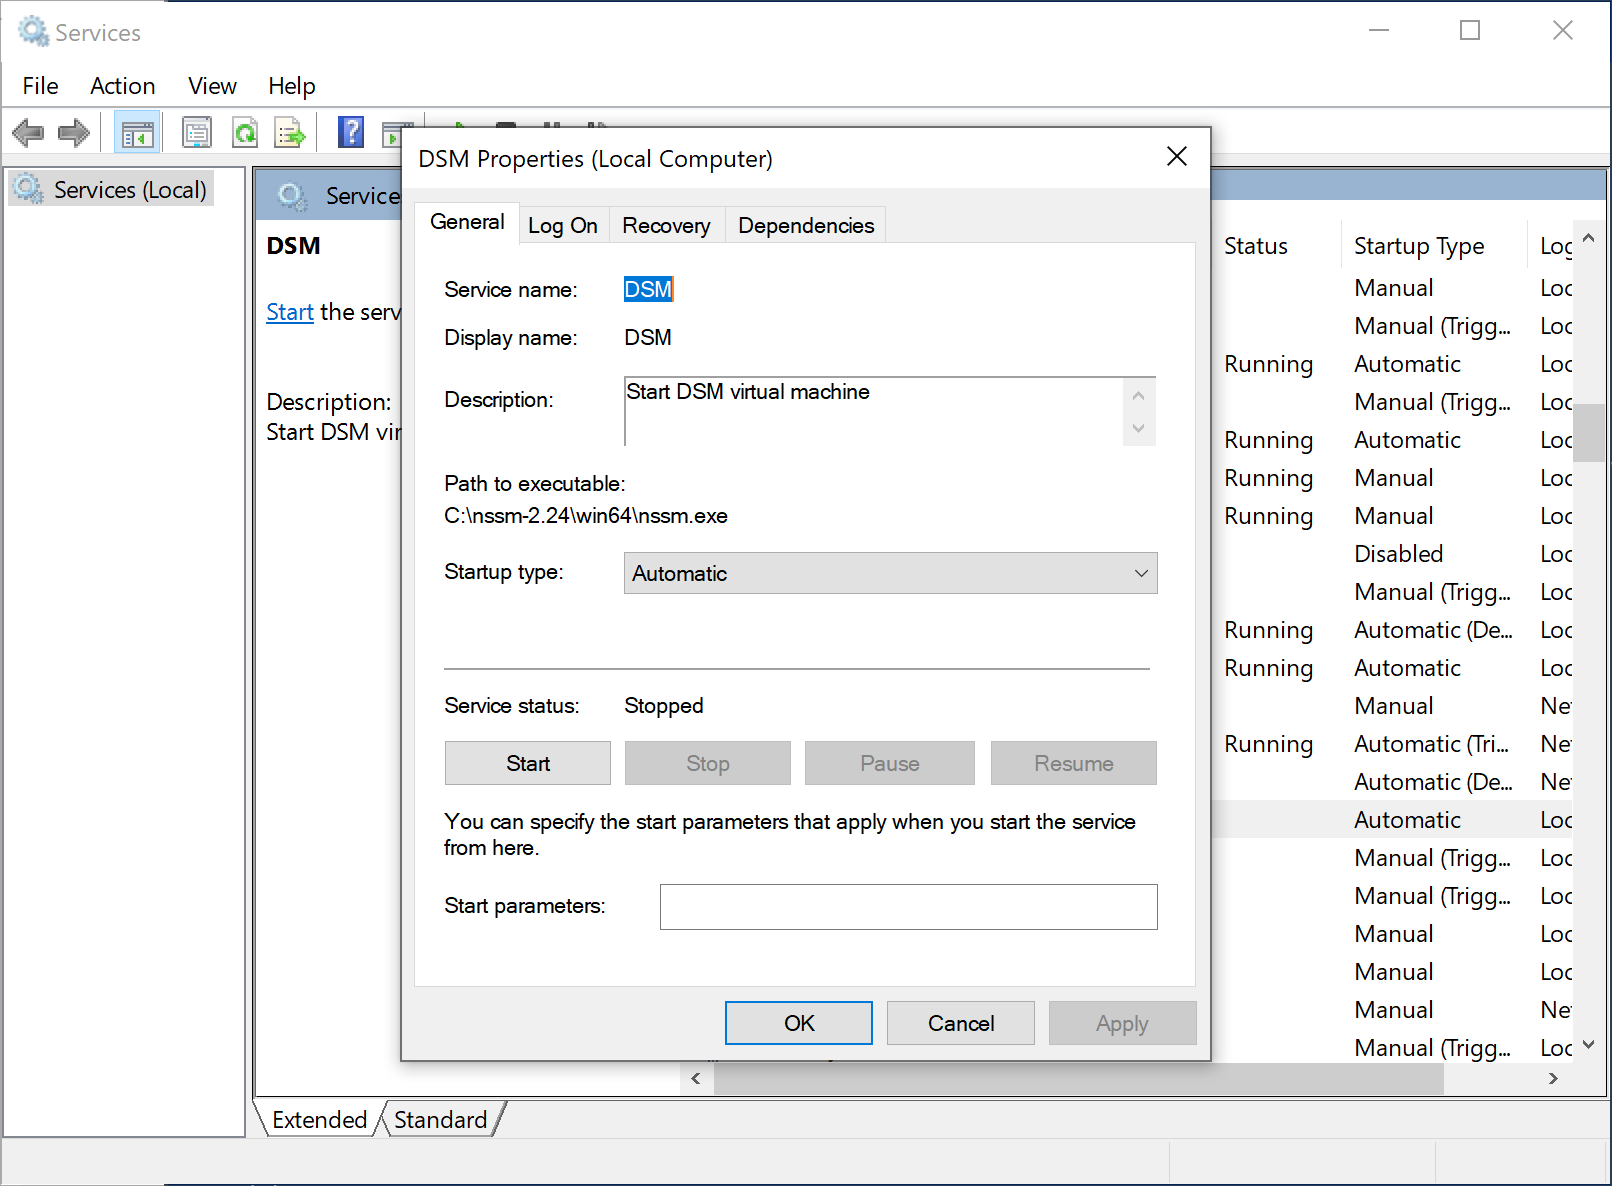 Services
File Action View Help
Services (Local)
Service
DSM
Start the serv
Description:
Start DSM vir
DSM Properties (Local Computer)
General Log On Recovery Dependencies
Service name: DSM
Display name: DSM
Description: Start DSM virtual machine
Path to executable:
C:\nssm-2.24\win64\nssm.exe
Startup type: Automatic
Service status: Stopped
Start Stop Pause Resume
You can specify the start parameters that apply when you start the service
from here.
Start parameters:
OK Cancel Apply
Status Startup Type Log
Manual Loc
Manual (Trigg... Loc
Running Automatic Loc
Manual (Trigg... Loc
Running Automatic Loc
Running Manual Loc
Running Manual Loc
Disabled Loc
Manual (Trigg... Loc
Running Automatic (De... Loc
Running Automatic Loc
Manual Net
Running Automatic (Tri... Net
Automatic (De... Net
Automatic Loc
Manual (Trigg... Loc
Manual (Trigg... Loc
Manual Loc
Manual Loc
Manual Net
Manual (Trigg... Loc
Extended Standard